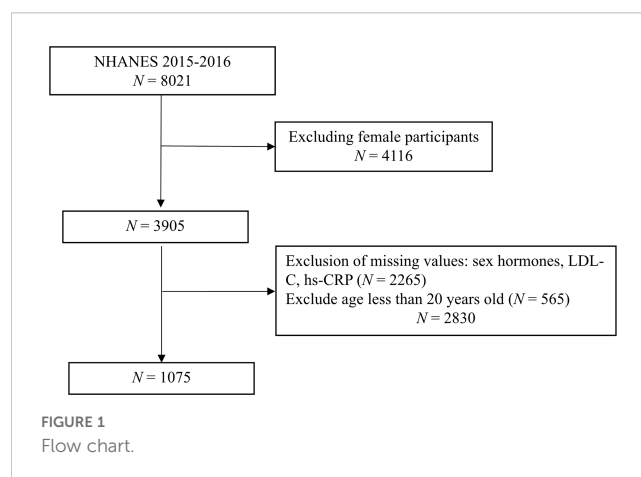 NHANES 2015-2016
N = 8021
Excluding female participants
N = 4116
N = 3905
Exclusion of missing values: sex hormones, LDL-
C, hs-CRP (N = 2265)
Exclude age less than 20 years old (N = 565)
N = 2830
N = 1075
FIGURE 1
Flow chart.